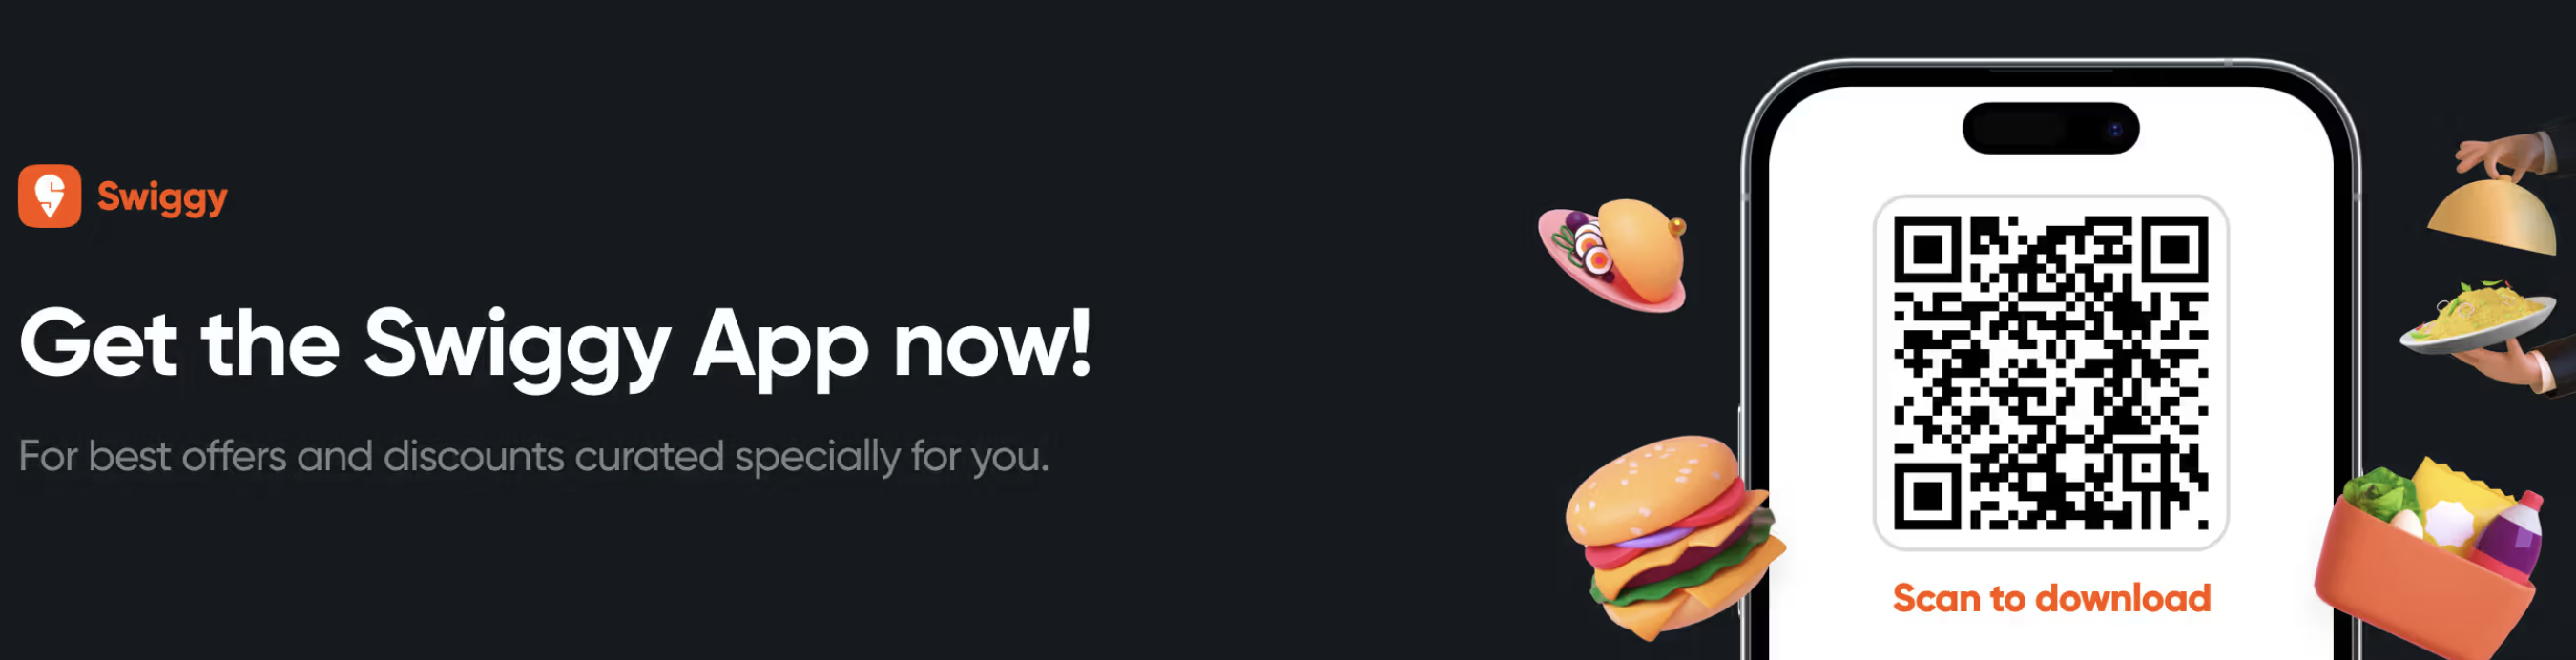 Swiggy
Get the Swiggy App now!
For best offers and discounts curated specially for you.
Scan to download